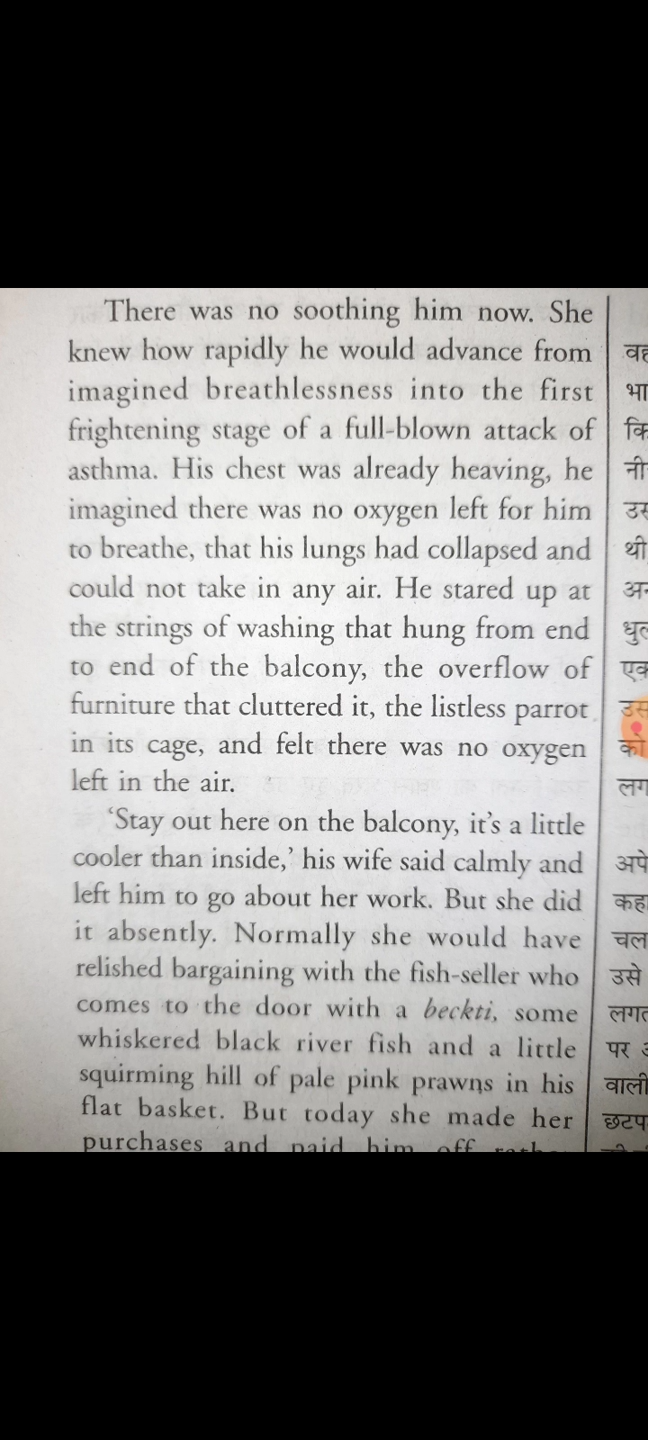 There was no soothing him now. She
knew how rapidly he would advance from
imagined breathlessness into the first
frightening stage of a full-blown attack of
asthma. His chest was already heaving, he
imagined there was no oxygen left for him
to breathe, that his lungs had collapsed and
could not take in any air. He stared up at
the strings of washing that hung from end
to end of the balcony, the overflow of
furniture that cluttered it, the listless parrot
in its cage, and felt there was no oxygen
left in the air.
‘Stay out here on the balcony, it’s a little
cooler than inside,’ his wife said calmly and
left him to go about her work. But she did
it absently. Normally she would have
relished bargaining with the fish-seller who
comes to the door with a beckti, some
whiskered black river fish and a little
squirming hill of pale pink prawns in his
flat basket. But today she made her
purchases and paid him off
वह
भा
कि
नी
उस
थी
धुल
एक
उस
को
लग
अपे
कहा
चल
उसे
लगत
पर
वाली
छटप